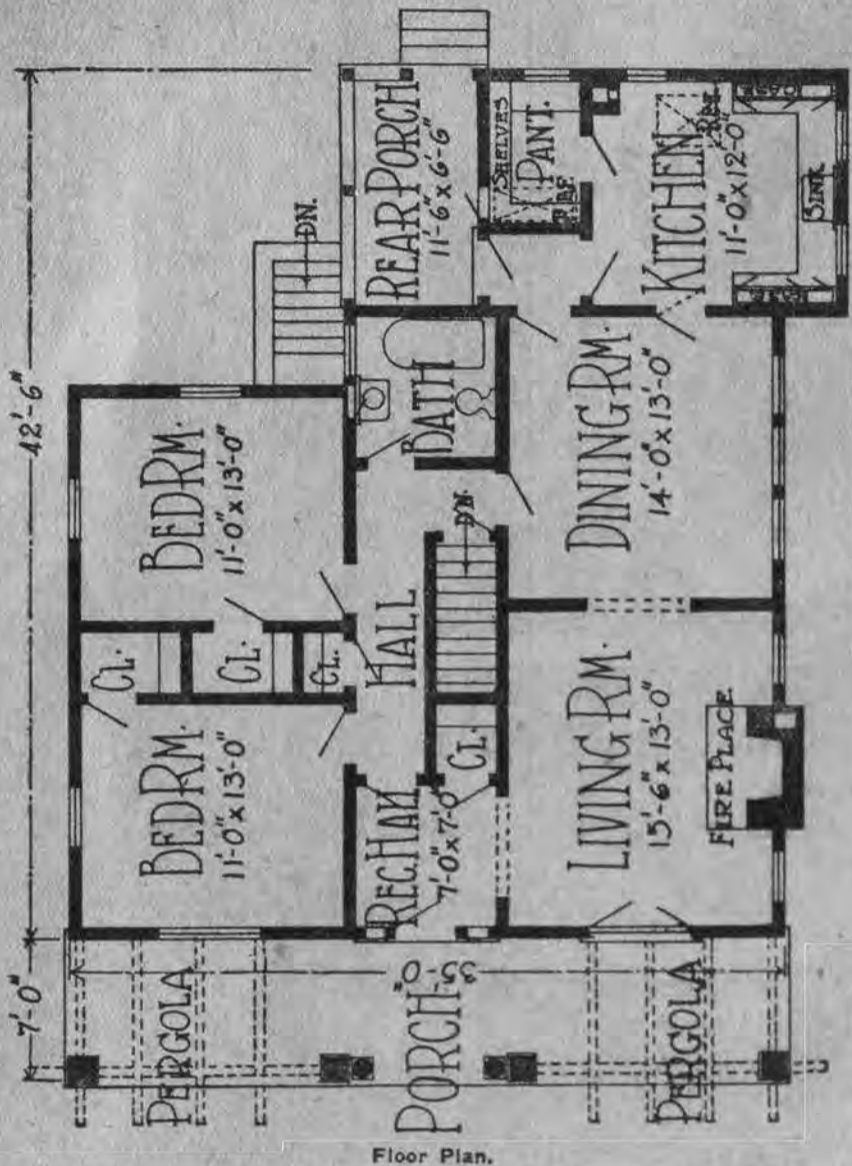 42'-6"
7'-0"
33'-0"
REAR PORCH
11'-6" x 6'-6"
SHELVES
PANT.
REF.
KITCHEN
11'-0" x 12'-0"
SINK
CASE
DN.
BED RM.
11'-0" x 13'-0"
BATH
DINING RM.
14'-0" x 13'-0"
CL.
CL.
CL.
HALL
DN.
BED RM.
11'-0" x 13'-0"
REC. HALL
7'-0" x 7'-0"
CL.
LIVING RM.
15'-6" x 13'-0"
FIRE PLACE
PERGOLA
PORCH
PERGOLA
Floor Plan.